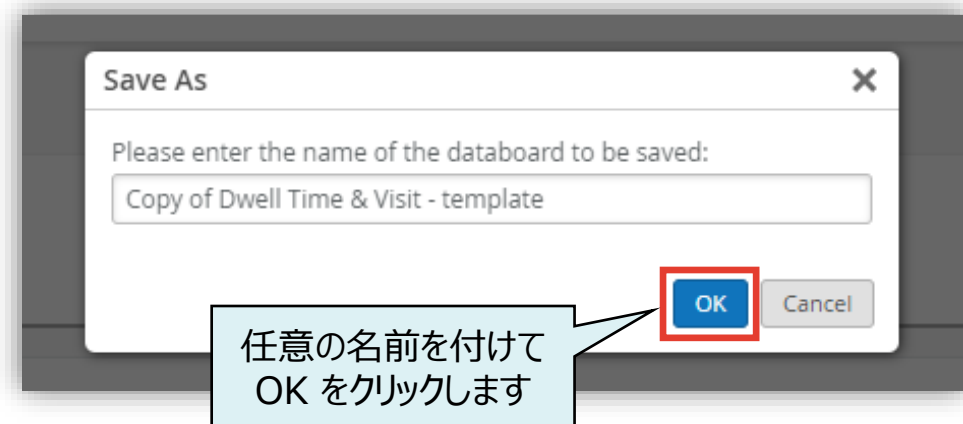 Save As
Please enter the name of the databoard to be saved:
Copy of Dwell Time & Visit - template
OK Cancel
任意の名前を付けて
OK をクリックします